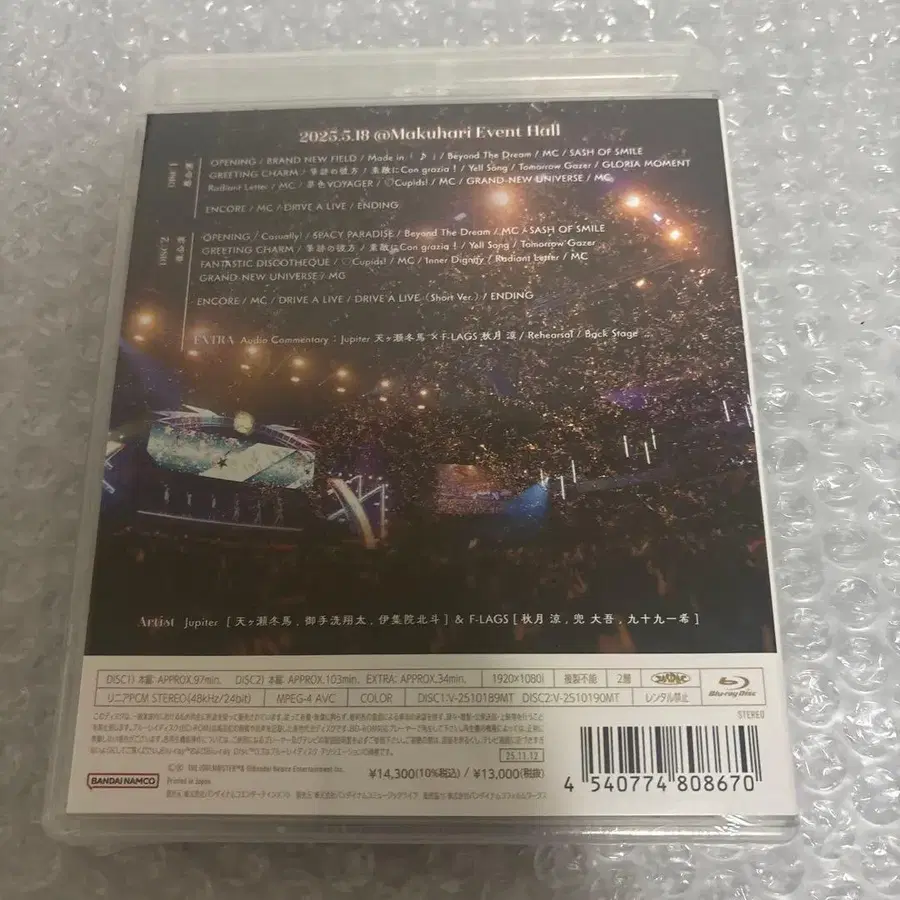 2025.5.18 @Makuhari Event Hall
DISC 1
OPENING / BRAND NEW FIELD / Made in「♪」/ Beyond The Dream / MC / SASH OF SMILE
GREETING CHARM / 筆跡の彼方 / 素敵にCon grazia! / Yell Song / Tomorrow Gazer / GLORIA MOMENT
Radiant Letter / MC / 夢色VOYAGER / ♡Cupids! / MC / GRAND-NEW UNIVERSE / MC
ENCORE / MC / DRIVE A LIVE / ENDING
DISC 2
OPENING / Casually! / SPACY PARADISE / Beyond The Dream / MC / SASH OF SMILE
GREETING CHARM / 筆跡の彼方 / 素敵にCon grazia! / Yell Song / Tomorrow Gazer
FANTASTIC DISCOTHEQUE / ♡Cupids! / MC / Inner Dignity / Radiant Letter / MC
GRAND-NEW UNIVERSE / MC
ENCORE / MC / DRIVE A LIVE / DRIVE A LIVE (Short Ver.) / ENDING
EXTRA Audio Commentary : Jupiter 天ヶ瀬冬馬 × F-LAGS 秋月 涼 / Rehearsal / Back Stage
Artist Jupiter [天ヶ瀬冬馬, 御手洗翔太, 伊集院北斗] & F-LAGS [秋月 涼, 兜 大吾, 九十九一希]
DISC1) 本編: APPROX.97min. DISC2) 本編: APPROX.103min. EXTRA: APPROX.34min. 1920×1080i 複製不能 2層
リニアPCM STEREO(48kHz/24bit) MPEG-4 AVC COLOR DISC1:V-2510189MT DISC2:V-2510190MT レンタル禁止
Blu-ray Disc
STEREO
25.11.12
BANDAI NAMCO
THE IDOLM@STER™& ©Bandai Namco Entertainment Inc.
Printed in Japan
¥14,300(10%税込) / ¥13,000(税抜)
4 540774 808670